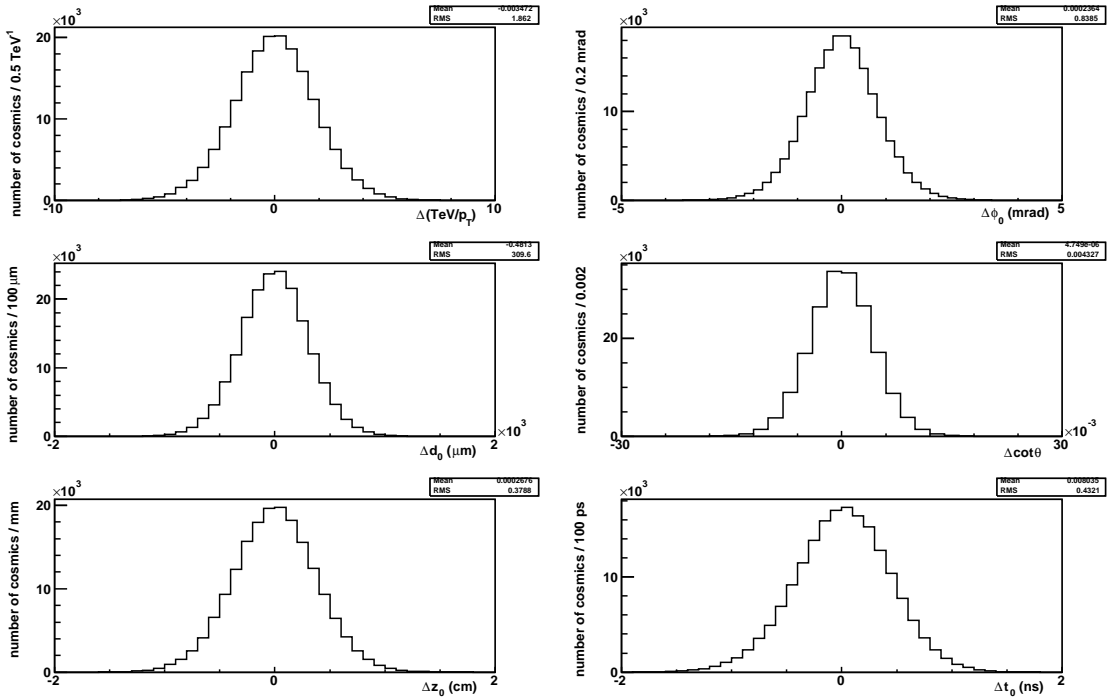 ×10³
Mean -0.003472
RMS 1.862
number of cosmics / 0.5 TeV⁻¹
20
10
0
-10
0
10
Δ(TeV/p_T)
×10³
Mean 0.0002364
RMS 0.8385
number of cosmics / 0.2 mrad
10
0
-5
0
5
Δϕ₀ (mrad)
×10³
Mean -0.4813
RMS 309.6
number of cosmics / 100 μm
20
10
0
-2
0
2
×10³
Δd₀ (μm)
×10³
Mean 4.749e-06
RMS 0.004327
number of cosmics / 0.002
20
0
-30
0
30
×10⁻³
Δcotθ
×10³
Mean 0.0002676
RMS 0.3788
number of cosmics / mm
20
10
0
-2
0
2
Δz₀ (cm)
×10³
Mean 0.008035
RMS 0.4321
number of cosmics / 100 ps
10
0
-2
0
2
Δt₀ (ns)